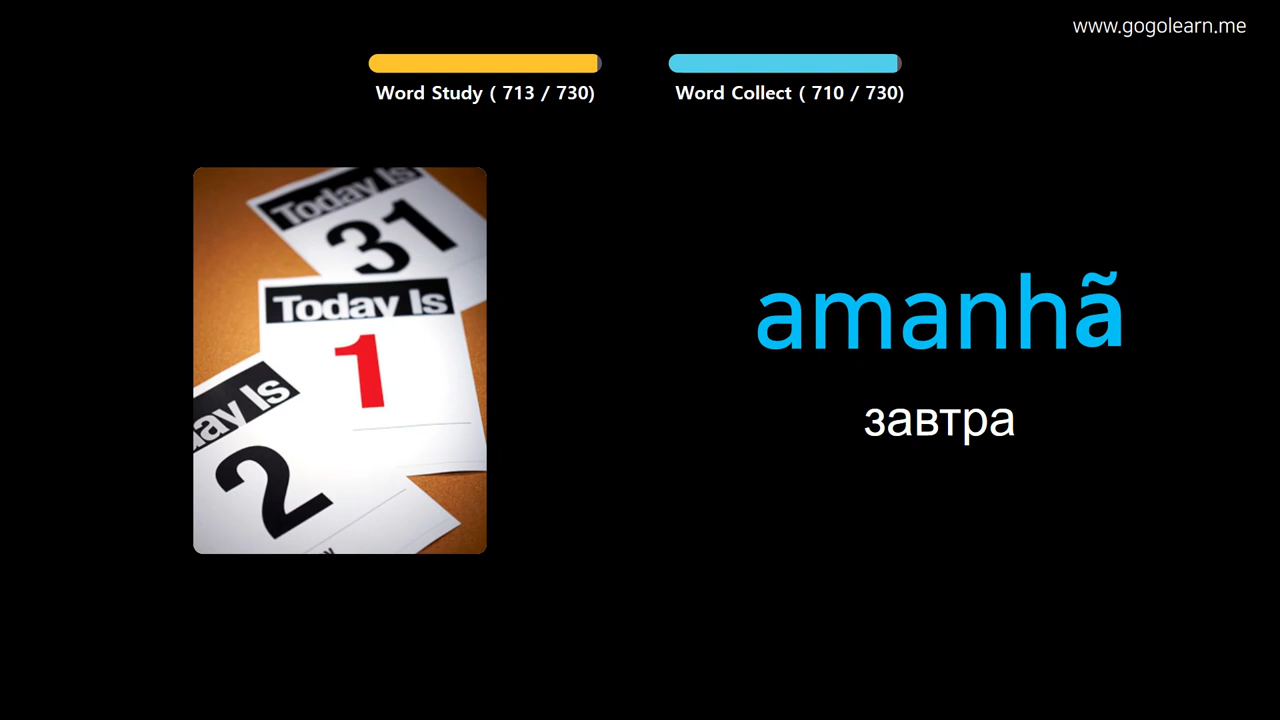 www.gogolearn.me
Word Study ( 713 / 730)
Word Collect ( 710 / 730)
Today Is
31
Today Is
1
ay Is
2
amanhã
завтра